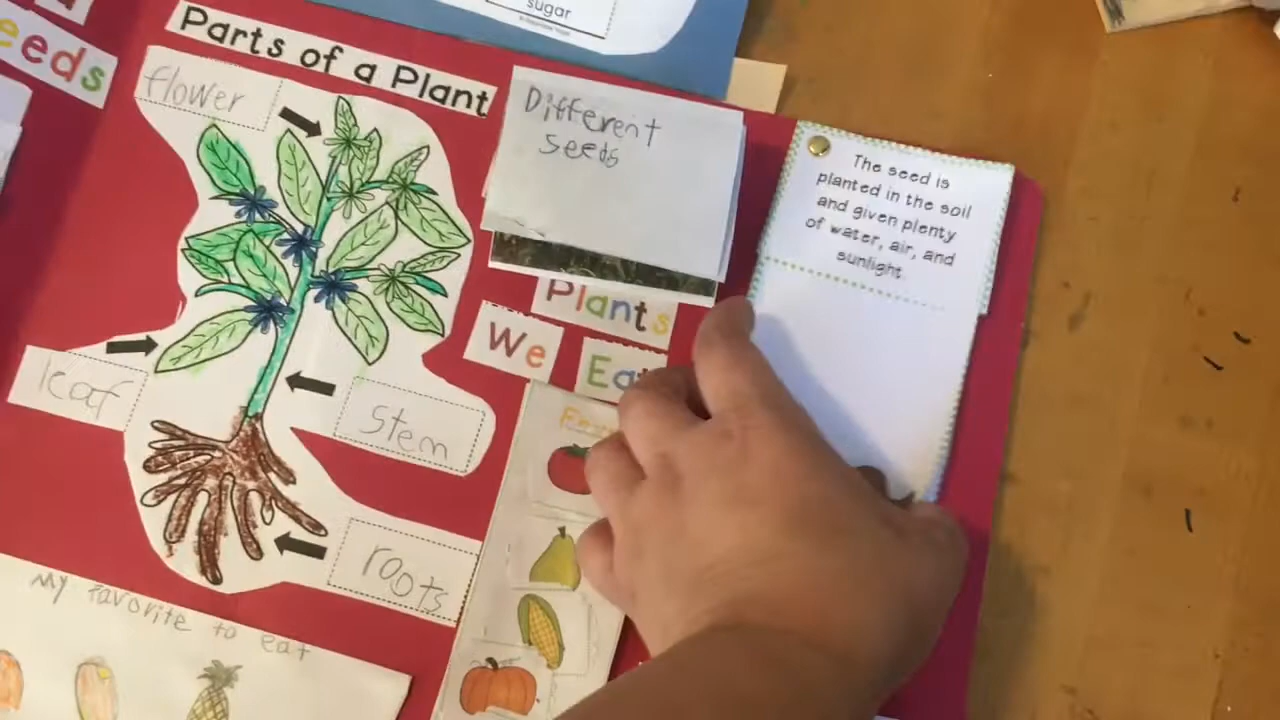 sugar
eeds
Parts of a Plant
flower
leaf
stem
roots
Different
seeds
The seed is
planted in the soil
and given plenty
of water, air, and
sunlight.
Plants
We
Ea
My favorite to eat